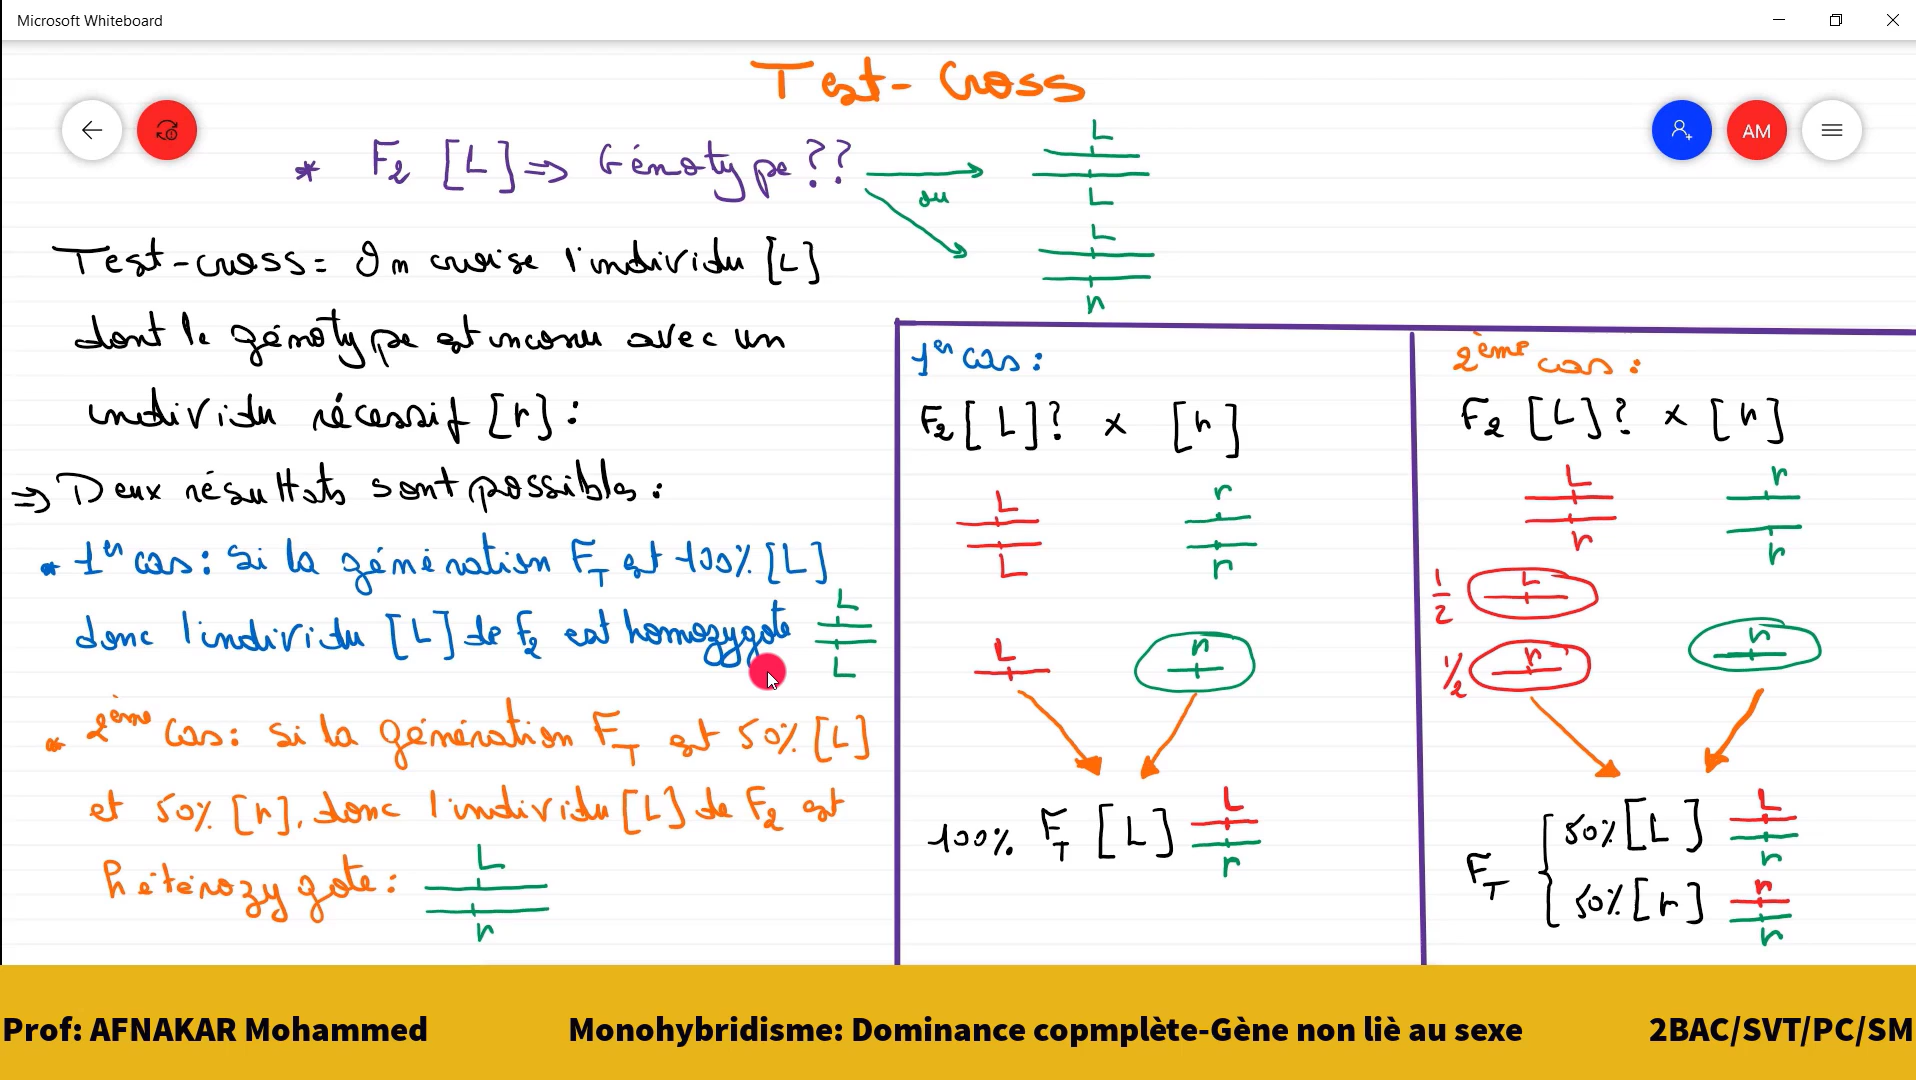 Microsoft Whiteboard
Test-Cross
AM
* F2 [L] => Génotype ??
ou
L
L
L
r
Test-cross = On croise l'individu [L]
dont le génotype est inconu avec un
individu récessif [r] :
=> Deux résultats sont possibles :
* 1er cas : si la génération FT est 100% [L]
donc l'individu [L] de F2 est homozygote
L
L
* 2ème cas : si la génération FT est 50% [L]
et 50% [r], donc l'individu [L] de F2 est
hétérozygote :
L
r
1er cas :
F2 [L]? x [r]
L r
L r
L r
100% FT [L]
L
r
2ème cas :
F2 [L]? x [r]
L r
r r
1/2 L
1/2 r
r
FT
50% [L]
L
r
50% [r]
r
r
Prof: AFNAKAR Mohammed
Monohybridisme: Dominance copmplète-Gène non liè au sexe
2BAC/SVT/PC/SM